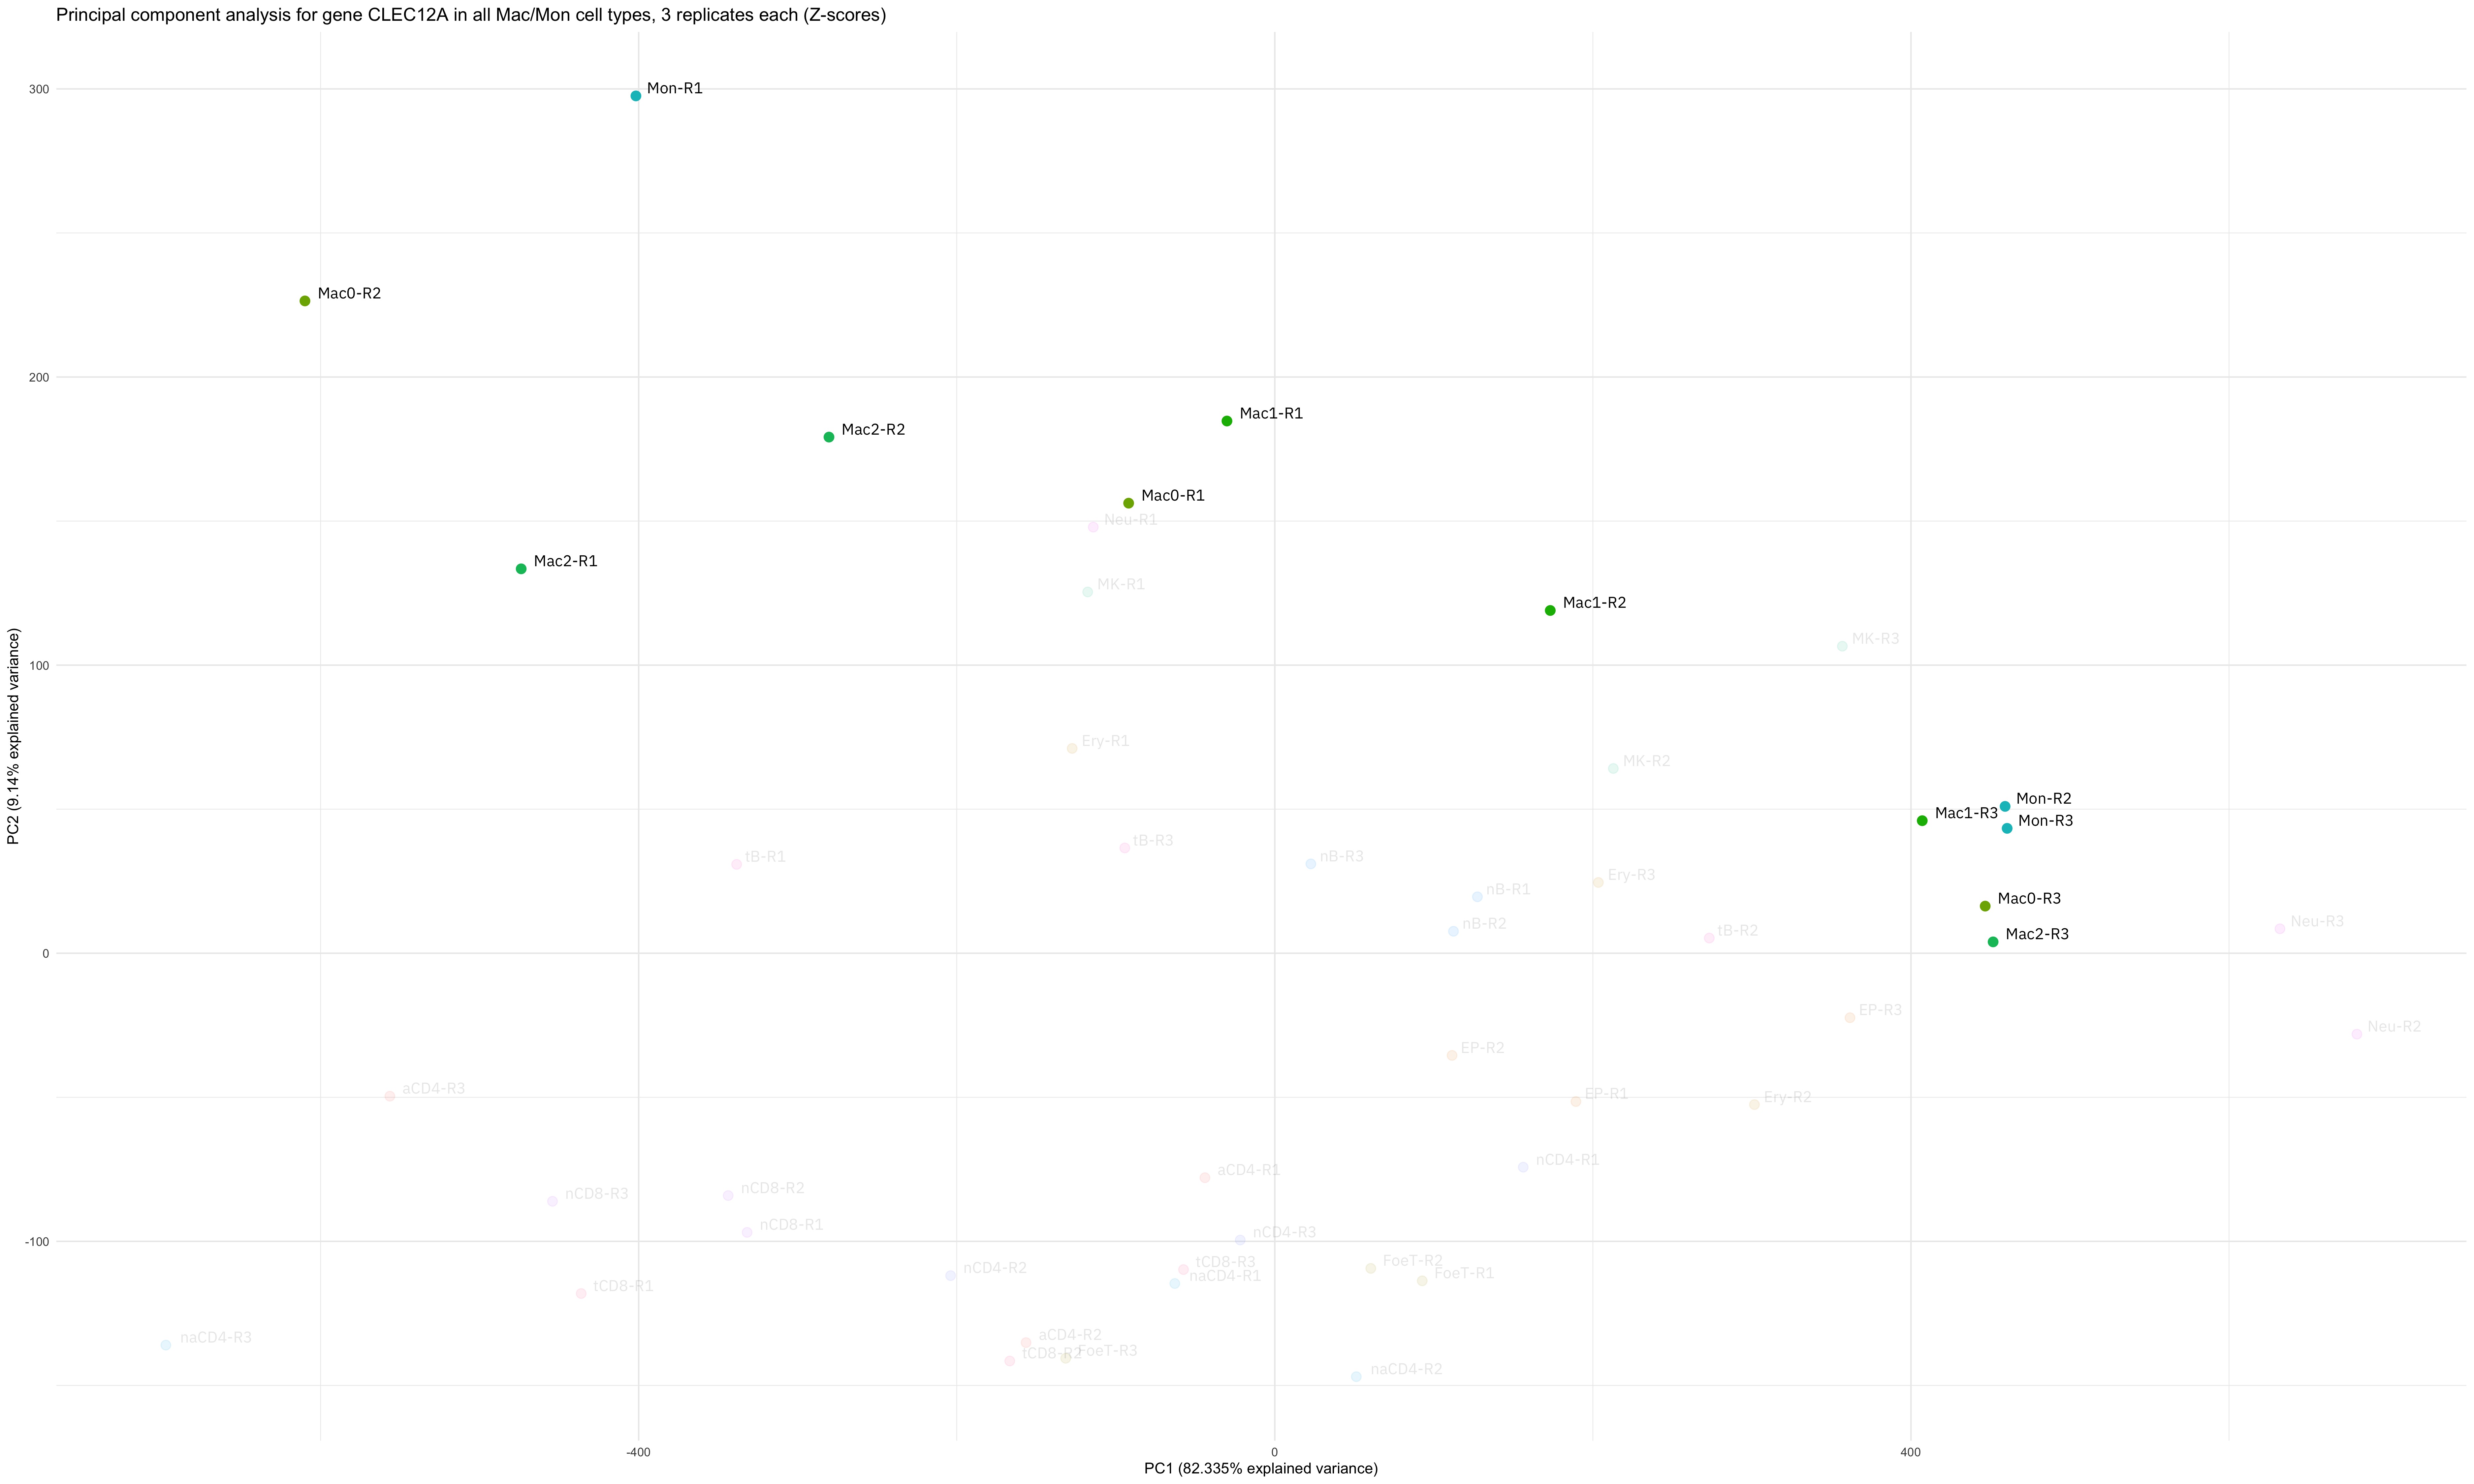 Principal component analysis for gene CLEC12A in all Mac/Mon cell types, 3 replicates each (Z-scores)
Mon-R1
300
Mac0-R2
200
Mac1-R1
Mac2-R2
Mac0-R1
Neu-R1
Mac2-R1
MK-R1
Mac1-R2
MK-R3
100
Ery-R1
MK-R2
Mon-R2
Mac1-R3
Mon-R3
tB-R3
tB-R1
nB-R3
Ery-R3
nB-R1
Mac0-R3
nB-R2
Neu-R3
tB-R2
Mac2-R3
0
EP-R3
Neu-R2
EP-R2
aCD4-R3
EP-R1
Ery-R2
nCD4-R1
aCD4-R1
nCD8-R2
nCD8-R3
nCD8-R1
nCD4-R3
-100
FoeT-R2
tCD8-R3
nCD4-R2
FoeT-R1
naCD4-R1
tCD8-R1
aCD4-R2
naCD4-R3
FoeT-R3
tCD8-R2
naCD4-R2
-400
0
400
PC1 (82.335% explained variance)
PC2 (9.14% explained variance)